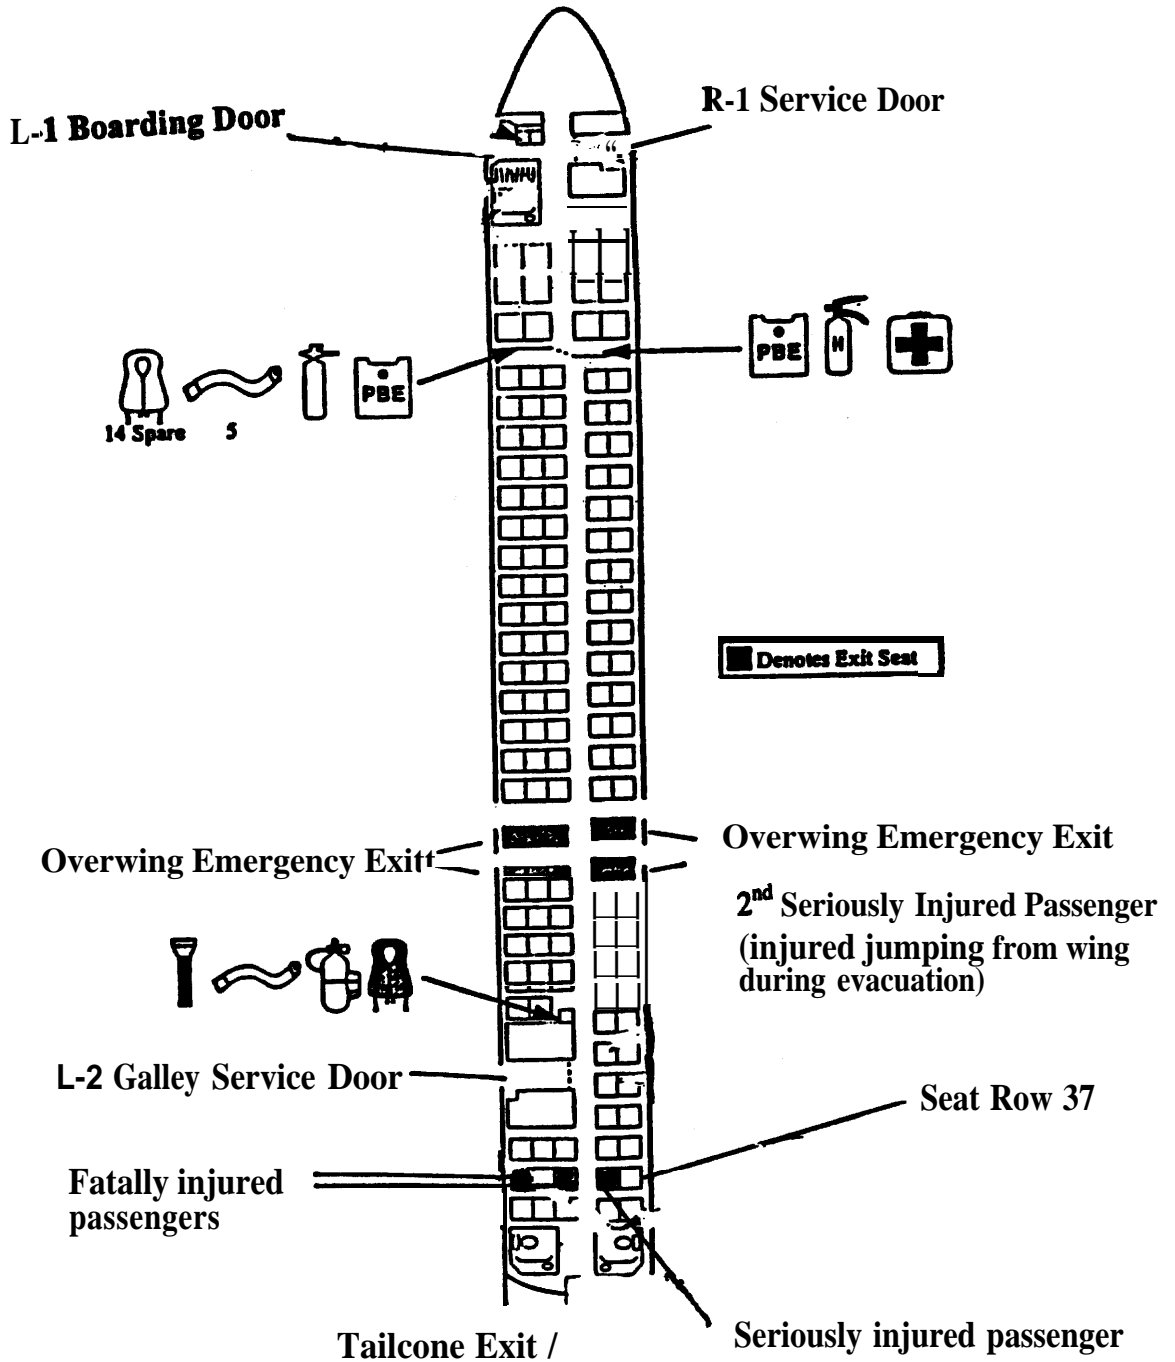 R-1 Service Door
L-1 Boarding Door
PBE
H
PBE
14 Spare 5
Denotes Exit Seat
Overwing Emergency Exit
Overwing Emergency Exit
2nd Seriously Injured Passenger
(injured jumping from wing
during evacuation)
L-2 Galley Service Door
Seat Row 37
Fatally injured
passengers
Seriously injured passenger
Tailcone Exit /